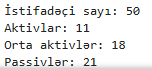 İstifadəçi sayı: 50
Aktivlər: 11
Orta aktivlər: 18
Passivlər: 21